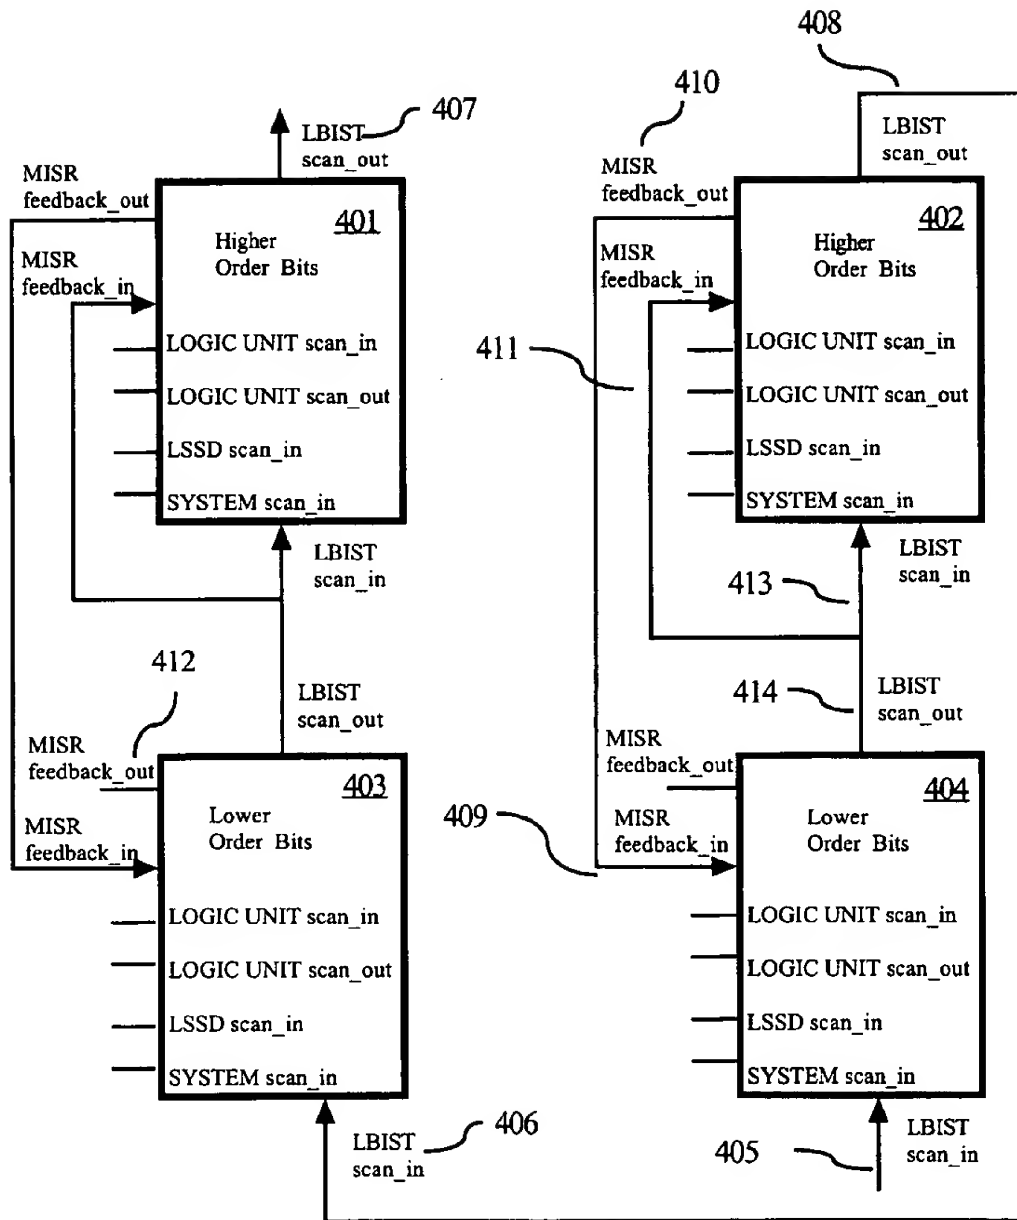 408
410
407
LBIST
scan_out
LBIST
scan_out
MISR
feedback_out
MISR
feedback_out
401
402
Higher
Order Bits
Higher
Order Bits
MISR
feedback_in
MISR
feedback_in
411
LOGIC UNIT scan_in
LOGIC UNIT scan_out
LSSD scan_in
SYSTEM scan_in
LOGIC UNIT scan_in
LOGIC UNIT scan_out
LSSD scan_in
SYSTEM scan_in
LBIST
scan_in
LBIST
scan_in
413
412
414
LBIST
scan_out
LBIST
scan_out
MISR
feedback_out
MISR
feedback_out
403
404
Lower
Order Bits
Lower
Order Bits
409
MISR
feedback_in
MISR
feedback_in
LOGIC UNIT scan_in
LOGIC UNIT scan_out
LSSD scan_in
SYSTEM scan_in
LOGIC UNIT scan_in
LOGIC UNIT scan_out
LSSD scan_in
SYSTEM scan_in
LBIST
scan_in
406
405
LBIST
scan_in